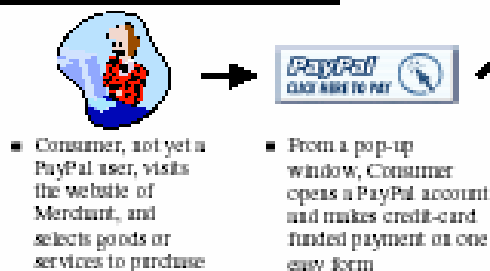 PayPal
CLICK HERE TO PAY
■ Consumer, not yet a
PayPal user, visits
the website of
Merchant, and
selects goods or
services to purchase
■ From a pop-up
window, Consumer
opens a PayPal account
and makes credit-card
funded payment on one
easy form